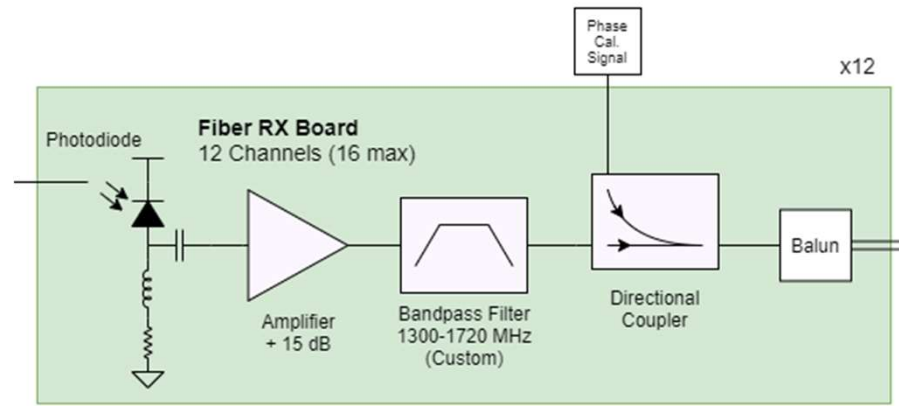 Phase
Cal.
Signal
x12
Photodiode
Fiber RX Board
12 Channels (16 max)
Balun
Amplifier
+ 15 dB
Bandpass Filter
1300-1720 MHz
(Custom)
Directional
Coupler